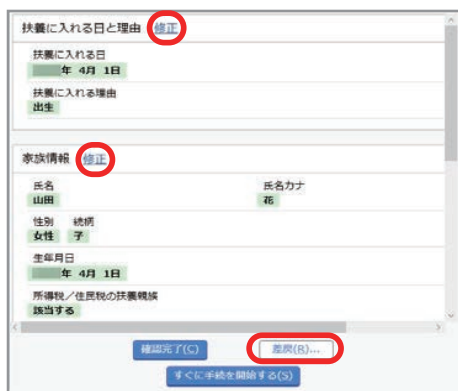 扶養に入れる日と理由 修正
扶養に入れる日
年 4月 1日
扶養に入れる理由
出生
家族情報 修正
氏名 氏名カナ
山田 花
性別 続柄
女性 子
生年月日
年 4月 1日
所得税／住民税の扶養親族
該当する
確認完了(C) 差戻(R)...
すぐに手続を開始する(S)